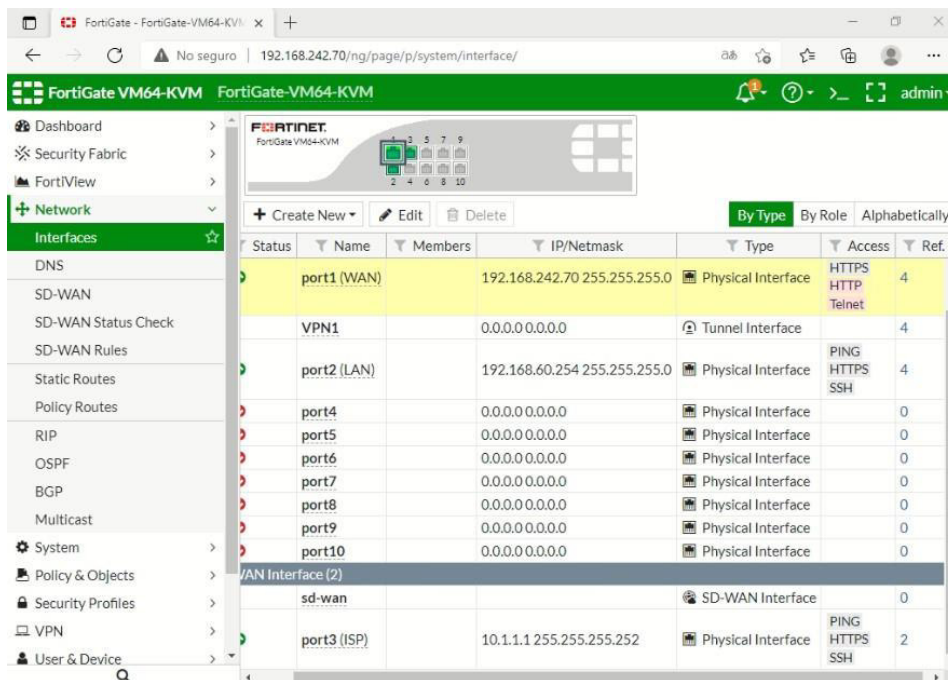 FortiGate - FortiGate-VM64-KVM
No seguro | 192.168.242.70/ng/page/p/system/interface/
FortiGate VM64-KVM FortiGate-VM64-KVM 1 admin
Dashboard
Security Fabric
FortiView
Network
Interfaces
DNS
SD-WAN
SD-WAN Status Check
SD-WAN Rules
Static Routes
Policy Routes
RIP
OSPF
BGP
Multicast
System
Policy & Objects
Security Profiles
VPN
User & Device
FORTINET.
FortiGate VM64-KVM
1 3 5 7 9
2 4 6 8 10
+ Create New Edit Delete By Type By Role Alphabetically
Status Name Members IP/Netmask Type Access Ref.
port1 (WAN) 192.168.242.70 255.255.255.0 Physical Interface HTTPS 4
HTTP
Telnet
VPN1 0.0.0.0 0.0.0.0 Tunnel Interface 4
port2 (LAN) 192.168.60.254 255.255.255.0 Physical Interface PING 4
HTTPS
SSH
port4 0.0.0.0 0.0.0.0 Physical Interface 0
port5 0.0.0.0 0.0.0.0 Physical Interface 0
port6 0.0.0.0 0.0.0.0 Physical Interface 0
port7 0.0.0.0 0.0.0.0 Physical Interface 0
port8 0.0.0.0 0.0.0.0 Physical Interface 0
port9 0.0.0.0 0.0.0.0 Physical Interface 0
port10 0.0.0.0 0.0.0.0 Physical Interface 0
WAN Interface (2)
sd-wan SD-WAN Interface 0
port3 (ISP) 10.1.1.1 255.255.255.252 Physical Interface PING 2
HTTPS
SSH